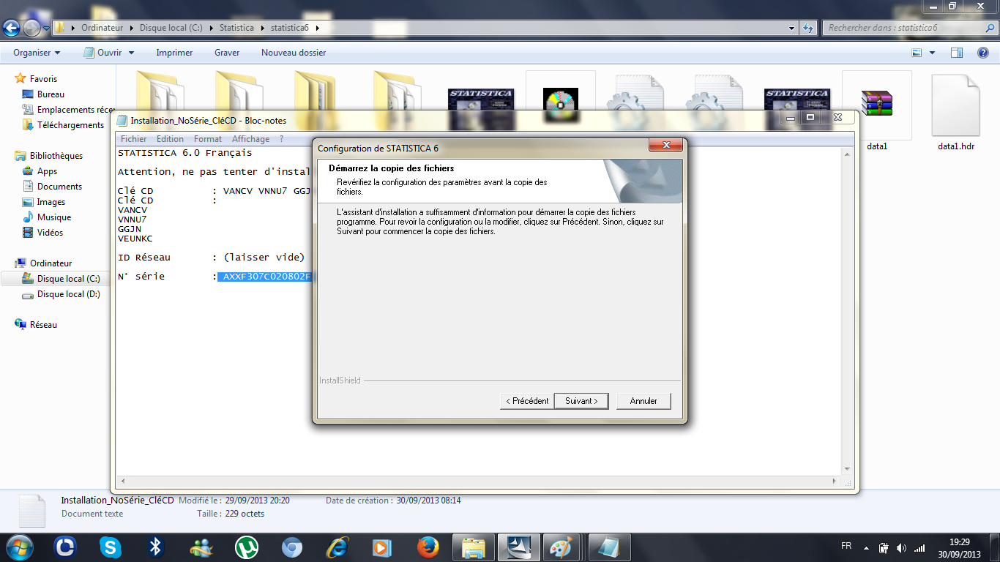 Ordinateur
Disque local (C:)
Statistica
statistica6
Rechercher dans : statistica6
Organiser
Ouvrir
Imprimer
Graver
Nouveau dossier
Favoris
Bureau
Emplacements réce
Téléchargements
Bibliothèques
Apps
Documents
Images
Musique
Vidéos
Ordinateur
Disque local (C:)
Disque local (D:)
Réseau
STATISTICA
STATISTICA
data1
data1.hdr
Installation_NoSérie_CléCD - Bloc-notes
Fichier Edition Format Affichage ?
STATISTICA 6.0 Français
Attention, ne pas tenter d'instal
Clé CD : VANCV VNNU7 GGJ
Clé CD :
VANCV
VNNU7
GGJN
VEUNKC
ID Réseau : (laisser vide)
N° série : AXXF307C020802F
Configuration de STATISTICA 6
Démarrez la copie des fichiers
Revérifiez la configuration des paramètres avant la copie des
fichiers.
L'assistant d'installation a suffisamment d'information pour démarrer la copie des fichiers
programme. Pour revoir la configuration ou la modifier, cliquez sur Précédent. Sinon, cliquez sur
Suivant pour commencer la copie des fichiers.
InstallShield
< Précédent
Suivant >
Annuler
Installation_NoSérie_CléCD Modifié le : 29/09/2013 20:20 Date de création : 30/09/2013 08:14
Document texte Taille : 229 octets
FR
19:29
30/09/2013